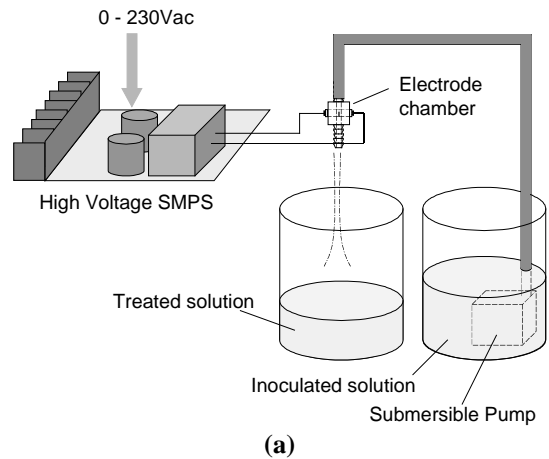 0 - 230Vac
Electrode
chamber
High Voltage SMPS
Treated solution
Inoculated solution
Submersible Pump
(a)